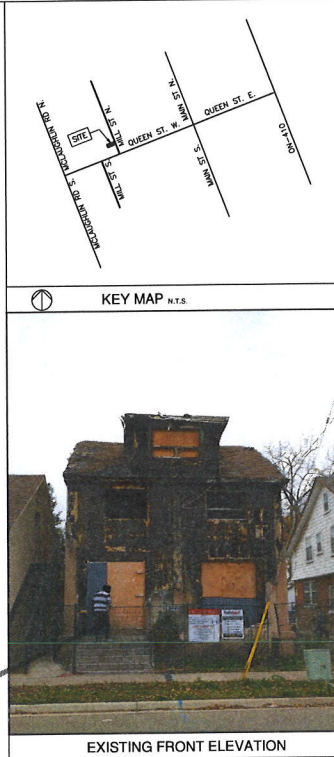 MCLAUGHLIN RD. N.
MILL ST N.
SITE
QUEEN ST. W.
MAIN ST N.
QUEEN ST. E.
ON-410
MCLAUGHLIN RD. S.
MILL ST S.
MAIN ST S.
KEY MAP N.T.S.
EXISTING FRONT ELEVATION